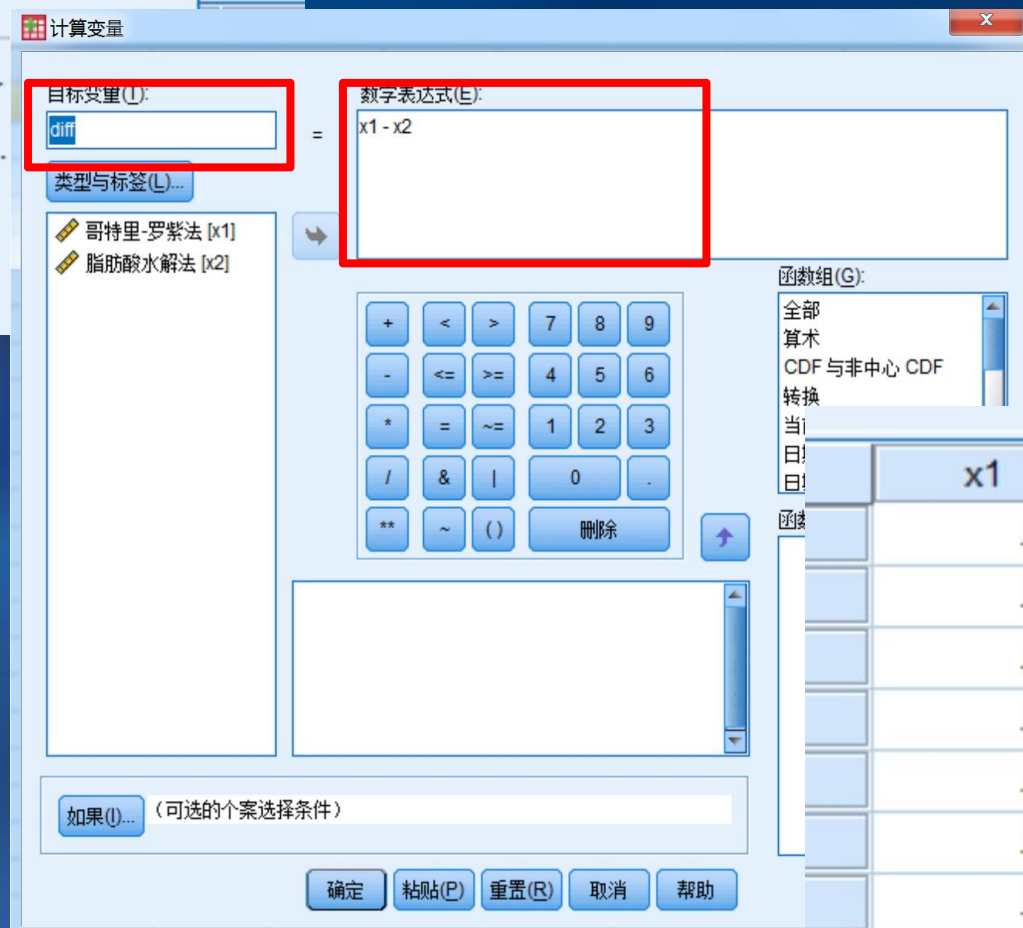 计算变量
x
目标变量(T):
数字表达式(E):
diff
=
x1 - x2
类型与标签(L)...
哥特里-罗紫法 [x1]
脂肪酸水解法 [x2]
函数组(G):
全部
算术
CDF 与非中心 CDF
转换
+ < > 7 8 9
- <= >= 4 5 6
* = ~= 1 2 3
/ & | 0 .
** ~ ( ) 删除
x1
如果(I)...
（可选的个案选择条件）
确定
粘贴(P)
重置(R)
取消
帮助